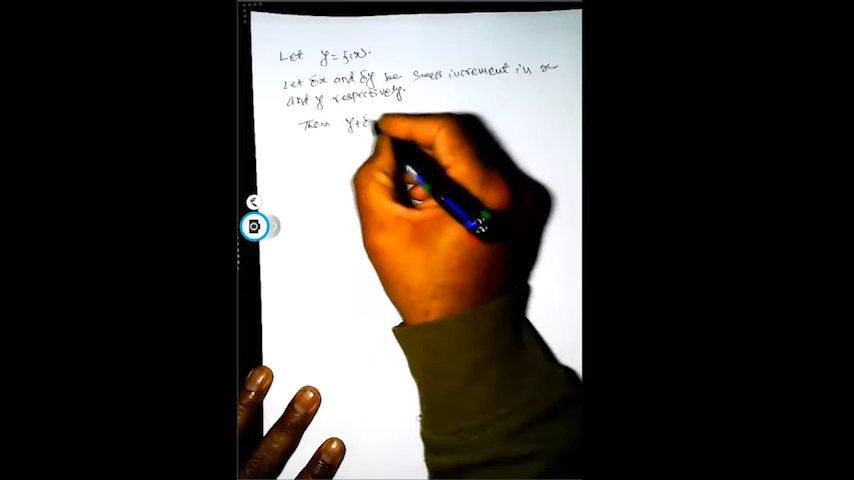 Let y = f(x).
Let δx and δy be small increment in x
and y respectively.
Then y+δ